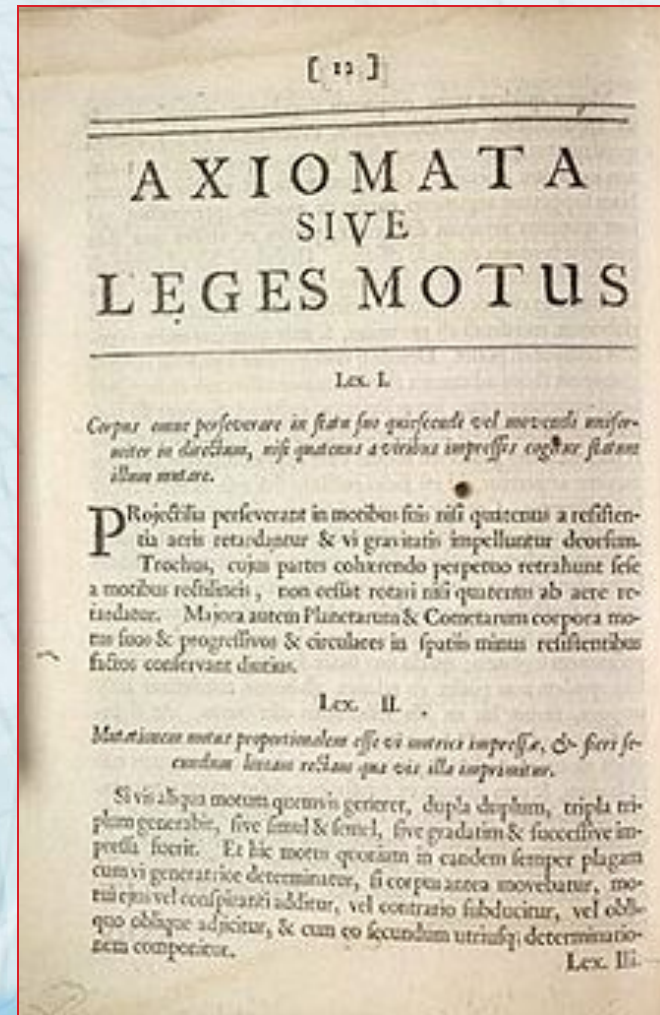 [ 12 ]
AXIOMATA
SIVE
LEGES MOTUS
Lex. I.
Corpus omne perseverare in statu suo quiescendi vel movendi unifor-
miter in directum, nisi quatenus a viribus impressis cogitur statum
illum mutare.
PRojectilia perseverant in motibus suis nisi quatenus a resisten-
tia aeris retardantur & vi gravitatis impelluntur deorsum.
Trochus, cujus partes cohærendo perpetuo retrahunt sese
a motibus rectilineis, non cessat rotari nisi quatenus ab aere re-
tardatur. Majora autem Planetarum & Cometarum corpora mo-
tus suos & progressivos & circulares in spatiis minus resistentibus
factos conservant diutius.
Lex. II.
Mutationem motus proportionalem esse vi motrici impressæ, & fieri se-
cundum lineam rectam qua vis illa imprimitur.
Si vis aliqua motum quemvis generet, dupla duplum, tripla tri-
plum generabit, sive simul & semel, sive gradatim & successive im-
pressa fuerit. Et hic motus quoniam in eandem semper plagam
cum vi generatrice determinatur, si corpus antea movebatur, mo-
tui ejus vel conspiranti additur, vel contrario subducitur, vel obli-
quo oblique adjicitur, & cum eo secundum utriusq; determinatio-
nem componitur.
Lex. III.